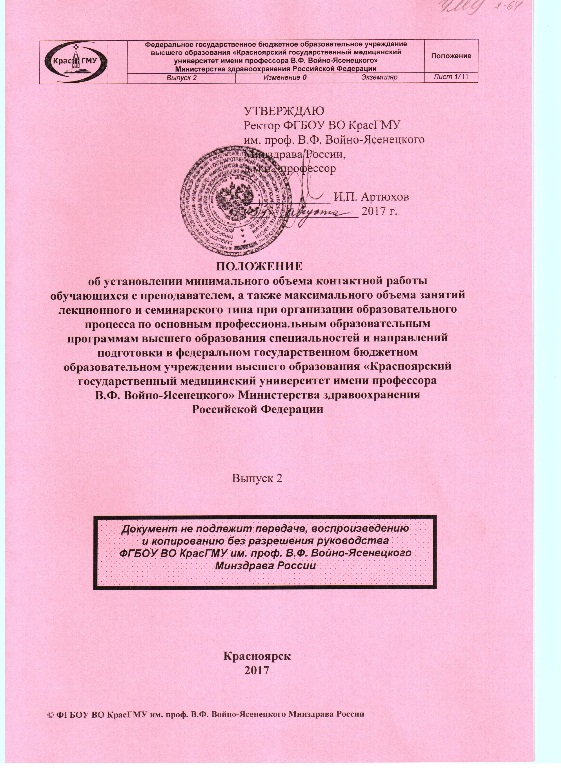 Федеральное государственное бюджетное образовательное учреждение
высшего образования «Красноярский государственный медицинский
университет имени профессора В.Ф. Войно-Ясенецкого»
Министерства здравоохранения Российской Федерации
Положение
Крас ГМУ
Выпуск 2 Изменение 0 Экземпляр Лист 1/11
УТВЕРЖДАЮ
Ректор ФГБОУ ВО КрасГМУ
им. проф. В.Ф. Войно-Ясенецкого
Минздрава России,
профессор
И.П. Артюхов
августа 2017 г.
ПОЛОЖЕНИЕ
об установлении минимального объема контактной работы
обучающихся с преподавателем, а также максимального объема занятий
лекционного и семинарского типа при организации образовательного
процесса по основным профессиональным образовательным
программам высшего образования специальностей и направлений
подготовки в федеральном государственном бюджетном
образовательном учреждении высшего образования «Красноярский
государственный медицинский университет имени профессора
В.Ф. Войно-Ясенецкого» Министерства здравоохранения
Российской Федерации
Выпуск 2
Документ не подлежит передаче, воспроизведению
и копированию без разрешения руководства
ФГБОУ ВО КрасГМУ им. проф. В.Ф. Войно-Ясенецкого
Минздрава России
Красноярск
2017
© ФГБОУ ВО КрасГМУ им. проф. В.Ф. Войно-Ясенецкого Минздрава России